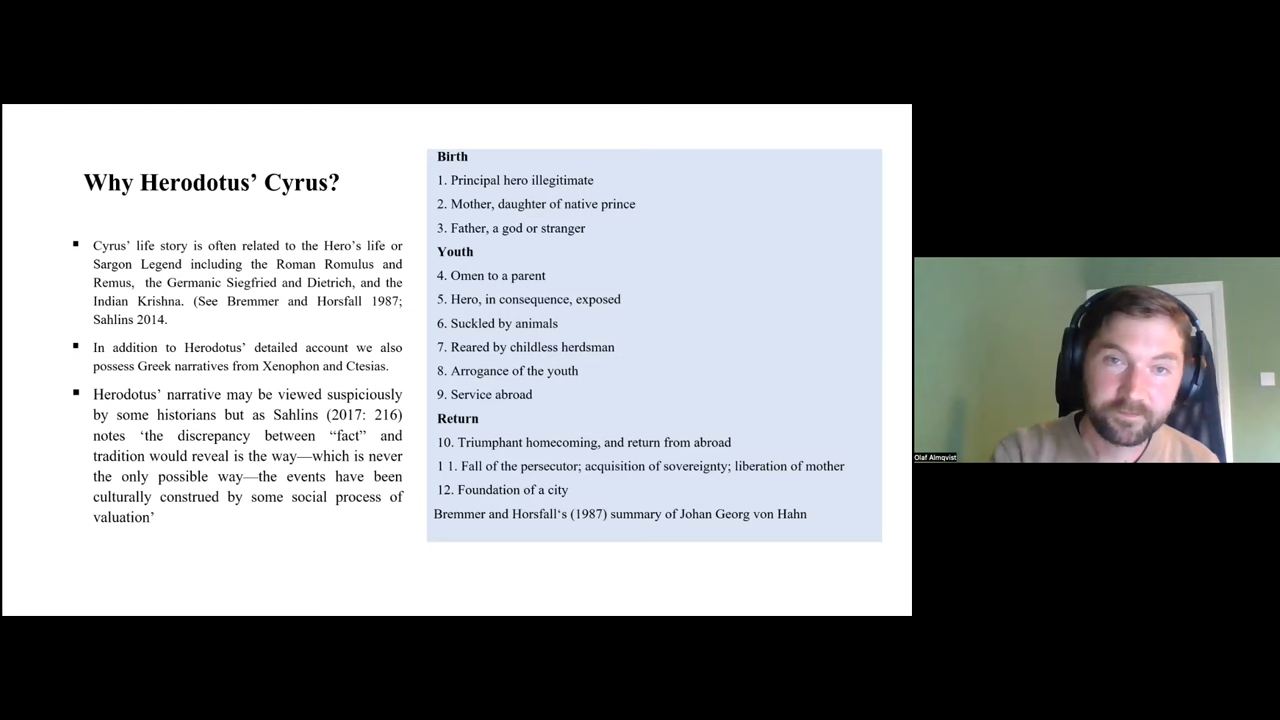 Why Herodotus' Cyrus?
▪ Cyrus' life story is often related to the Hero's life or
Sargon Legend including the Roman Romulus and
Remus, the Germanic Siegfried and Dietrich, and the
Indian Krishna. (See Bremmer and Horsfall 1987;
Sahlins 2014.
▪ In addition to Herodotus' detailed account we also
possess Greek narratives from Xenophon and Ctesias.
▪ Herodotus' narrative may be viewed suspiciously
by some historians but as Sahlins (2017: 216)
notes 'the discrepancy between “fact” and
tradition would reveal is the way—which is never
the only possible way—the events have been
culturally construed by some social process of
valuation'
Birth
1. Principal hero illegitimate
2. Mother, daughter of native prince
3. Father, a god or stranger
Youth
4. Omen to a parent
5. Hero, in consequence, exposed
6. Suckled by animals
7. Reared by childless herdsman
8. Arrogance of the youth
9. Service abroad
Return
10. Triumphant homecoming, and return from abroad
1 1. Fall of the persecutor; acquisition of sovereignty; liberation of mother
12. Foundation of a city
Bremmer and Horsfall‘s (1987) summary of Johan Georg von Hahn
Olaf Almqvist